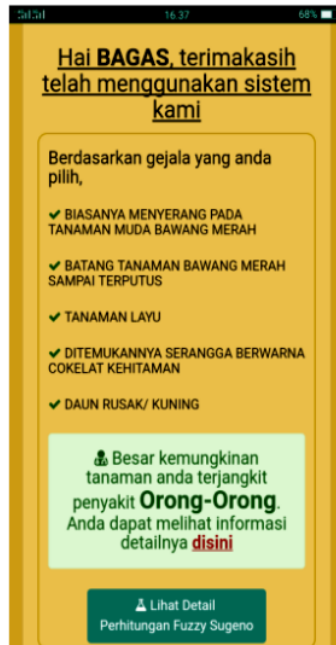 16.37 68%
Hai BAGAS, terimakasih
telah menggunakan sistem
kami
Berdasarkan gejala yang anda
pilih,
BIASANYA MENYERANG PADA
TANAMAN MUDA BAWANG MERAH
BATANG TANAMAN BAWANG MERAH
SAMPAI TERPUTUS
TANAMAN LAYU
DITEMUKANNYA SERANGGA BERWARNA
COKELAT KEHITAMAN
DAUN RUSAK/ KUNING
Besar kemungkinan
tanaman anda terjangkit
penyakit Orong-Orong.
Anda dapat melihat informasi
detailnya disini
Lihat Detail
Perhitungan Fuzzy Sugeno